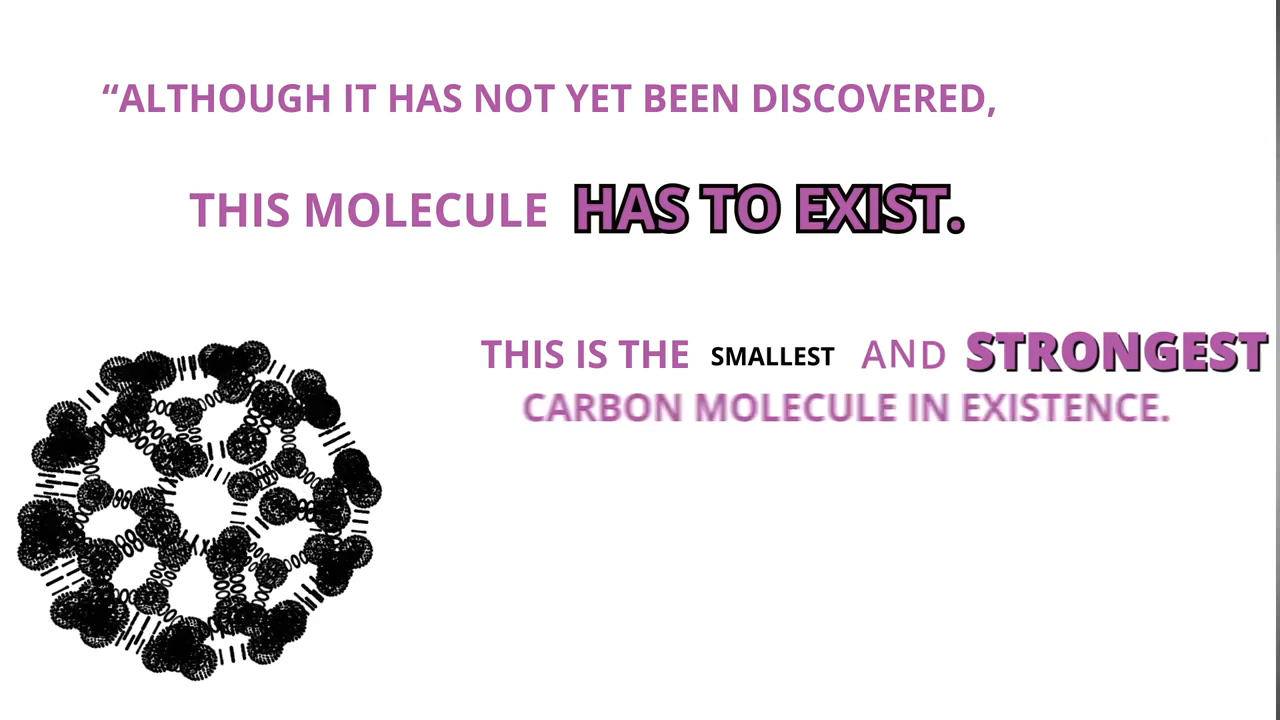 “ALTHOUGH IT HAS NOT YET BEEN DISCOVERED,
THIS MOLECULE HAS TO EXIST.
THIS IS THE SMALLEST AND STRONGEST
CARBON MOLECULE IN EXISTENCE.